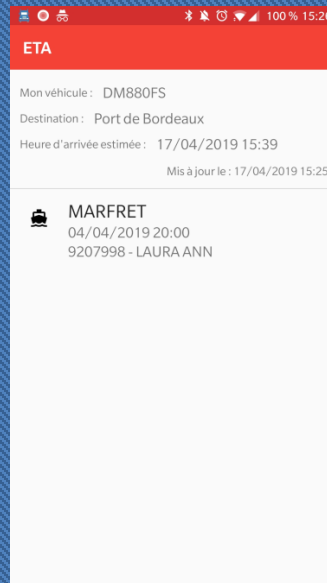 100 % 15:26
ETA
Mon véhicule : DM880FS
Destination : Port de Bordeaux
Heure d'arrivée estimée : 17/04/2019 15:39
Mis à jour le : 17/04/2019 15:25
MARFRET
04/04/2019 20:00
9207998 - LAURA ANN